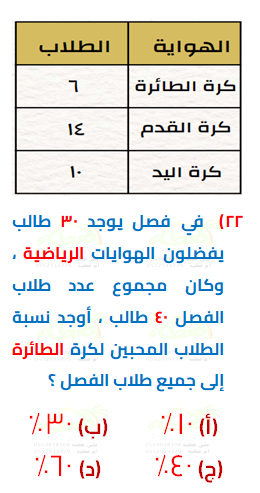 الهواية الطلاب
كرة الطائرة ٦
كرة القدم ١٤
كرة اليد ١٠
٢٢) في فصل يوجد ٣٠ طالب
يفضلون الهوايات الرياضية ،
وكان مجموع عدد طلاب
الفصل ٤٠ طالب ، أوجد نسبة
الطلاب المحبين لكرة الطائرة
إلى جميع طلاب الفصل ؟
(أ) ١٠٪ (ب) ٣٠٪
(ج) ٤٠٪ (د) ٦٠٪